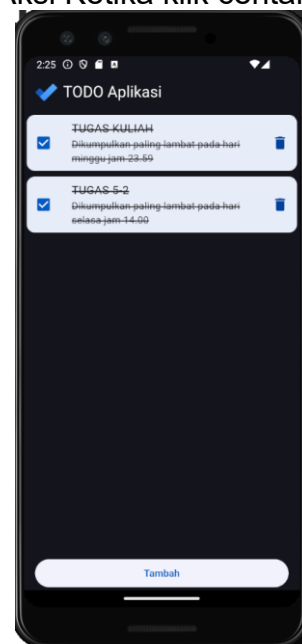 2:25
TODO Aplikasi
TUGAS KULIAH
Dikumpulkan paling lambat pada hari
minggu jam 23.59
TUGAS 5-2
Dikumpulkan paling lambat pada hari
selasa jam 14.00
Tambah